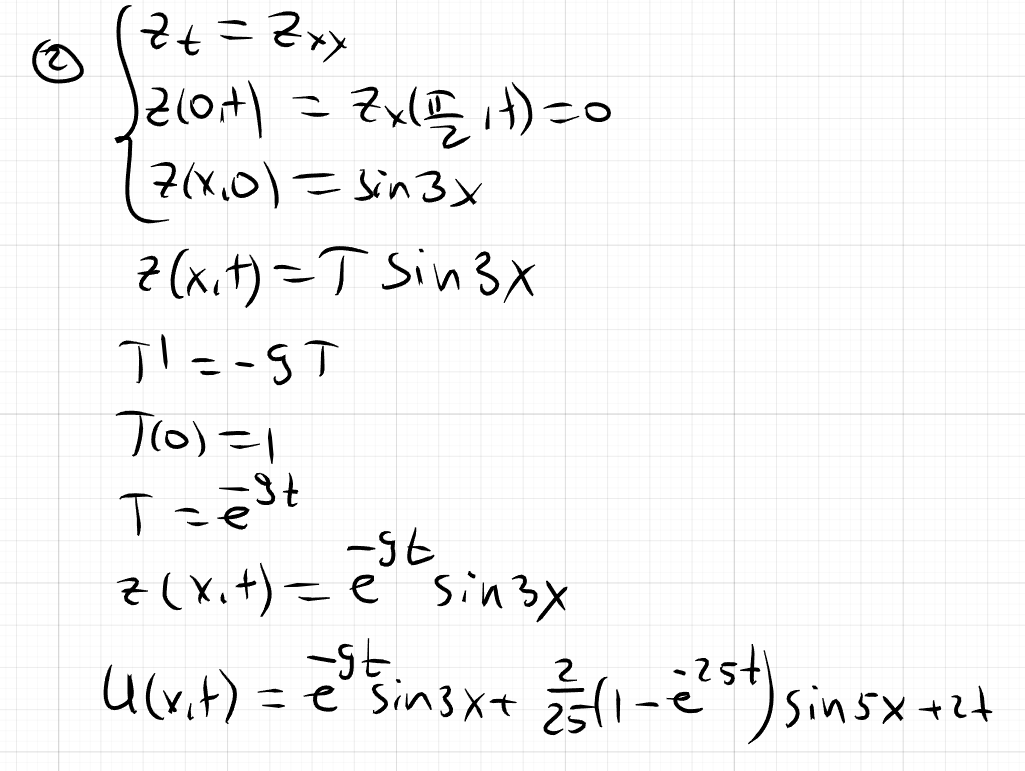 ② { z_t = z_xx
z(0,t) = z_x(π/2, t) = 0
z(x,0) = sin3x
z(x,t) = T sin3x
T' = -9T
T(0) = 1
T = e^{-9t}
z(x,t) = e^{-9t} sin3x
U(x,t) = e^{-9t} sin3x + 2/25 (1 - e^{-25t}) sin5x + 2t